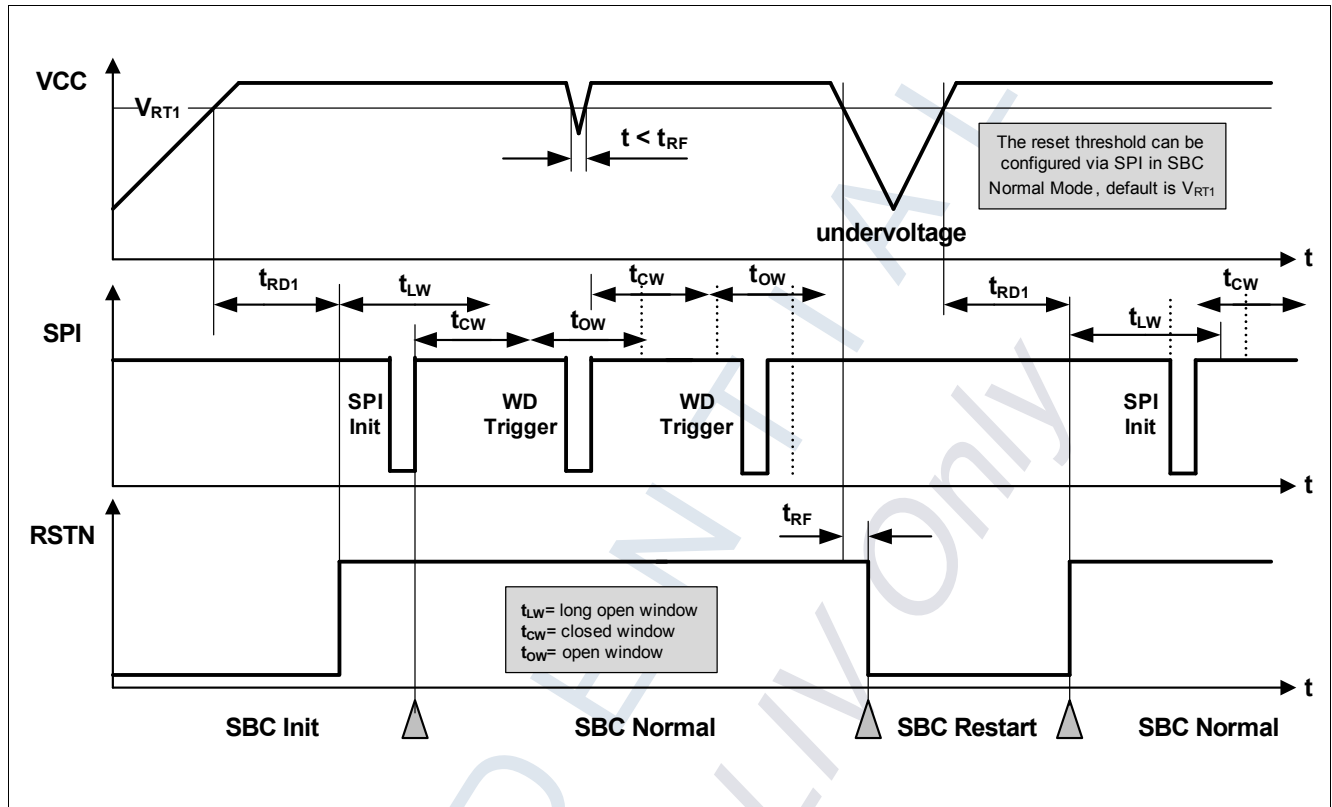 VCC
VRT1
t < tRF
The reset threshold can be
configured via SPI in SBC
Normal Mode, default is VRT1
undervoltage
t
tRD1
tLW
tCW
tOW
tCW
tOW
tRD1
tLW
tCW
SPI
SPI
Init
WD
Trigger
WD
Trigger
SPI
Init
t
RSTN
tRF
tLW= long open window
tCW= closed window
tOW= open window
t
SBC Init
SBC Normal
SBC Restart
SBC Normal
D E N T I A L
LIV Only